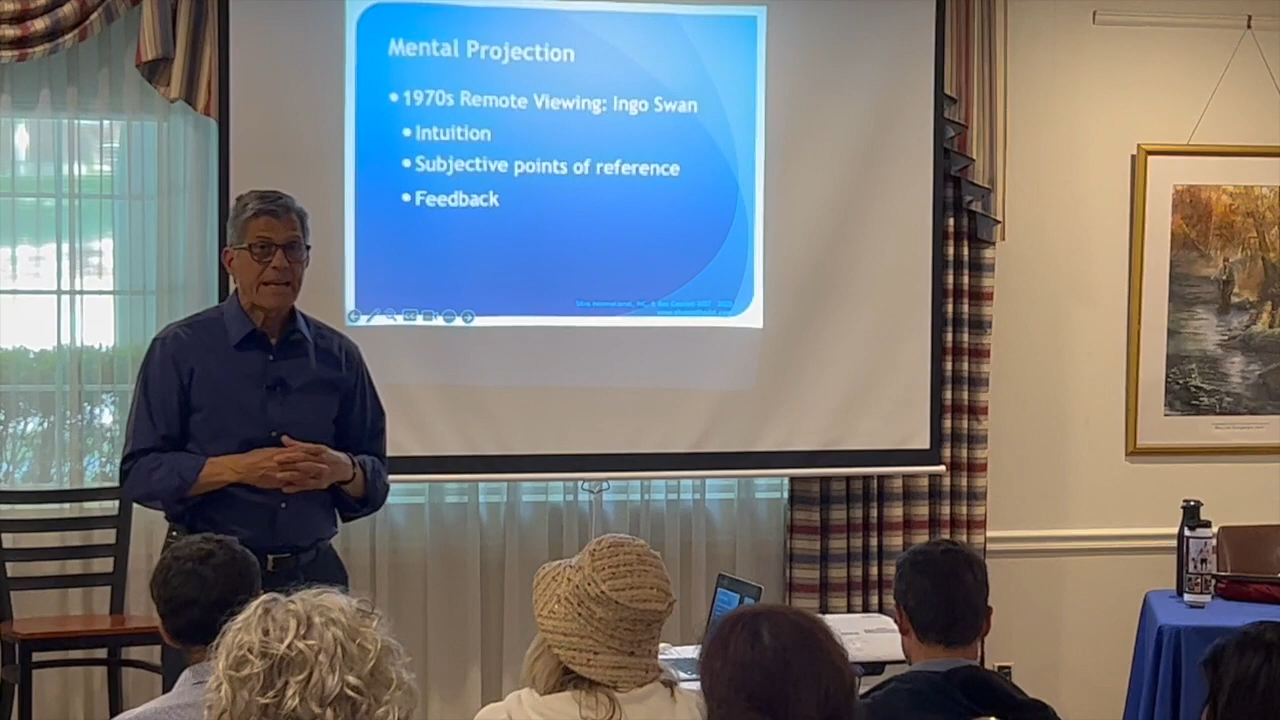 Mental Projection
• 1970s Remote Viewing: Ingo Swan
• Intuition
• Subjective points of reference
• Feedback